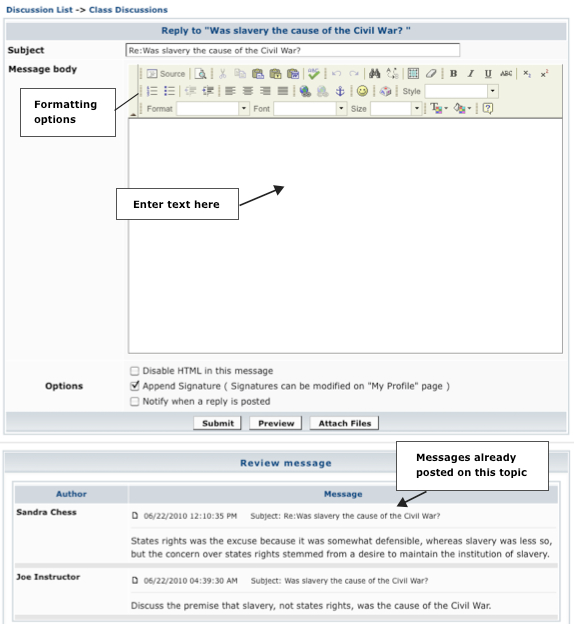 Discussion List -> Class Discussions
Reply to "Was slavery the cause of the Civil War? "
Subject
Re:Was slavery the cause of the Civil War?
Message body
Source
B I U ABC x₁ x²
Style
Formatting
options
Format Font Size
Enter text here
Disable HTML in this message
Options
Append Signature ( Signatures can be modified on "My Profile" page )
Notify when a reply is posted
Submit Preview Attach Files
Messages already
posted on this topic
Review message
Author Message
Sandra Chess
06/22/2010 12:10:35 PM Subject: Re:Was slavery the cause of the Civil War?
States rights was the excuse because it was somewhat defensible, whereas slavery was less so,
but the concern over states rights stemmed from a desire to maintain the institution of slavery.
Joe Instructor
06/22/2010 04:39:30 AM Subject: Was slavery the cause of the Civil War?
Discuss the premise that slavery, not states rights, was the cause of the Civil War.